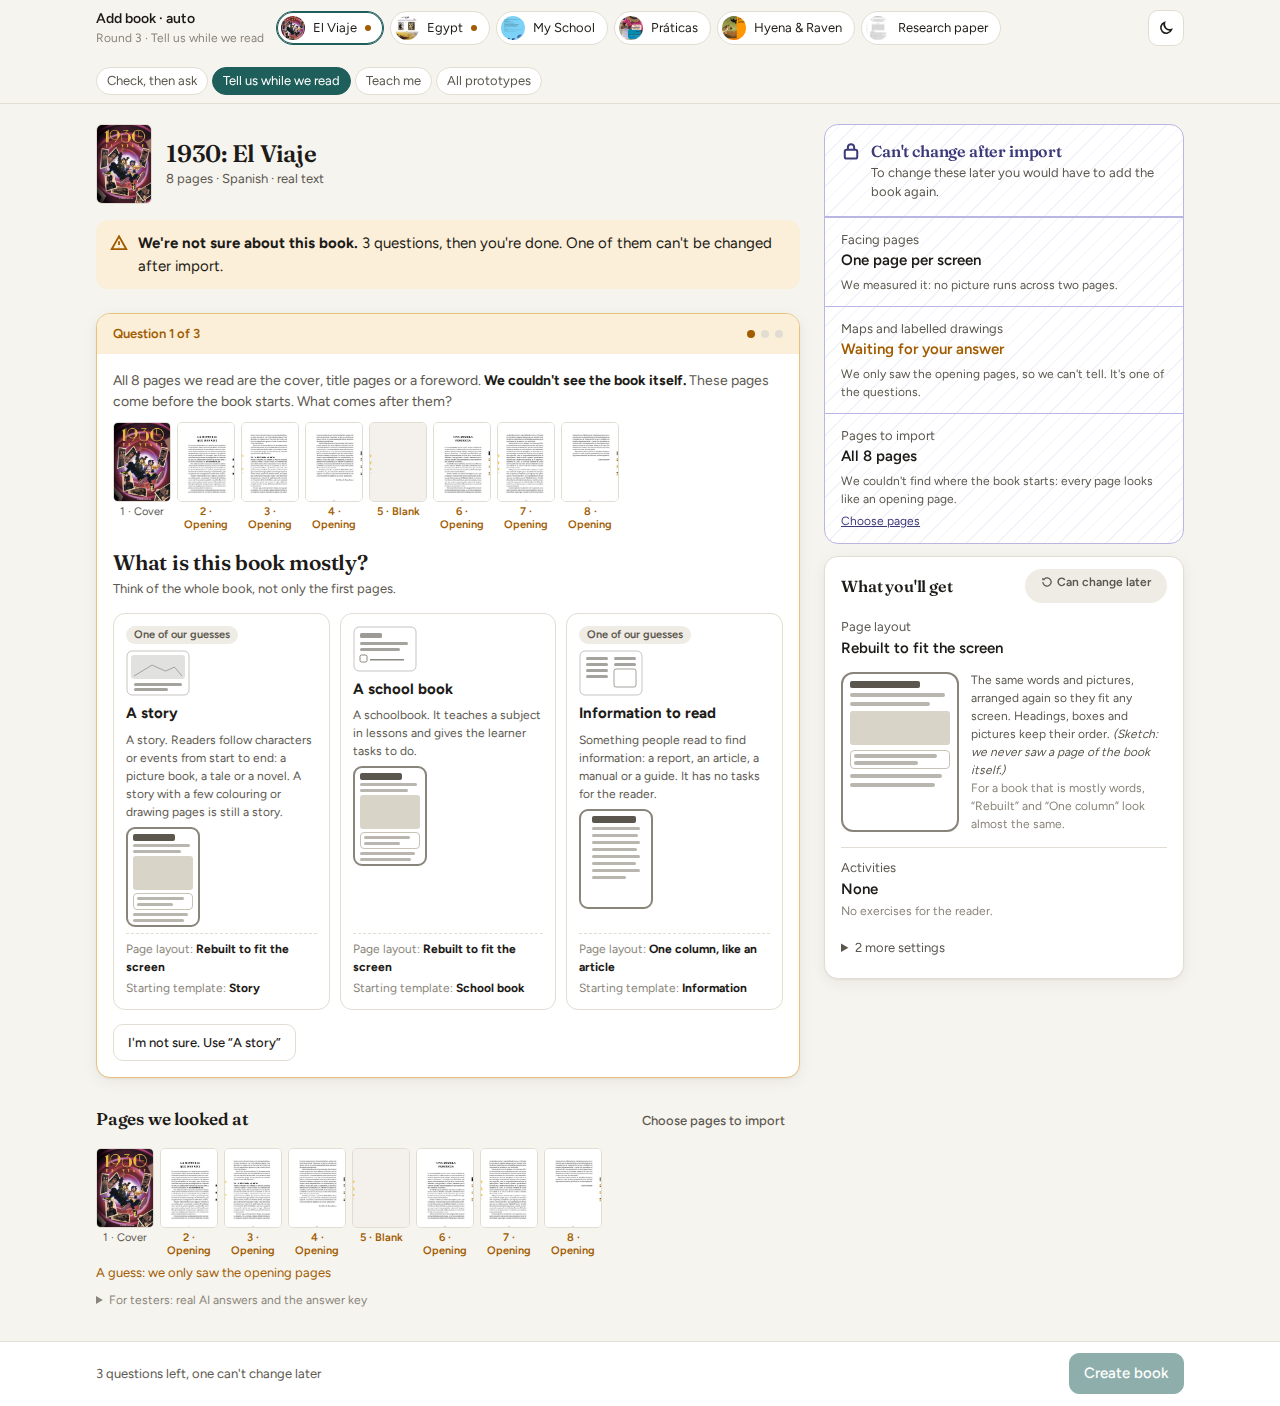 Add book · auto
Round 3 · Tell us while we read
El Viaje
Egypt
My School
Práticas
Hyena & Raven
Research paper
Check, then ask
Tell us while we read
Teach me
All prototypes
1930: El Viaje
8 pages · Spanish · real text
We're not sure about this book. 3 questions, then you're done. One of them can't be changed
after import.
Question 1 of 3
All 8 pages we read are the cover, title pages or a foreword. We couldn't see the book itself. These pages
come before the book starts. What comes after them?
1 · Cover
2 · Opening
3 · Opening
4 · Opening
5 · Blank
6 · Opening
7 · Opening
8 · Opening
What is this book mostly?
Think of the whole book, not only the first pages.
One of our guesses
A story
A story. Readers follow characters
or events from start to end: a
picture book, a tale or a novel. A
story with a few colouring or
drawing pages is still a story.
Page layout: Rebuilt to fit the
screen
Starting template: Story
A school book
A schoolbook. It teaches a subject
in lessons and gives the learner
tasks to do.
Page layout: Rebuilt to fit the
screen
Starting template: School book
One of our guesses
Information to read
Something people read to find
information: a report, an article, a
manual or a guide. It has no tasks
for the reader.
Page layout: One column, like an
article
Starting template: Information
I'm not sure. Use “A story”
Pages we looked at
Choose pages to import
1 · Cover
2 · Opening
3 · Opening
4 · Opening
5 · Blank
6 · Opening
7 · Opening
8 · Opening
A guess: we only saw the opening pages
For testers: real AI answers and the answer key
Can't change after import
To change these later you would have to add the
book again.
Facing pages
One page per screen
We measured it: no picture runs across two pages.
Maps and labelled drawings
Waiting for your answer
We only saw the opening pages, so we can't tell. It's one of
the questions.
Pages to import
All 8 pages
We couldn't find where the book starts: every page looks
like an opening page.
Choose pages
What you'll get
Can change later
Page layout
Rebuilt to fit the screen
The same words and pictures,
arranged again so they fit any
screen. Headings, boxes and
pictures keep their order. (Sketch:
we never saw a page of the book
itself.)
For a book that is mostly words,
“Rebuilt” and “One column” look
almost the same.
Activities
None
No exercises for the reader.
2 more settings
3 questions left, one can't change later
Create book